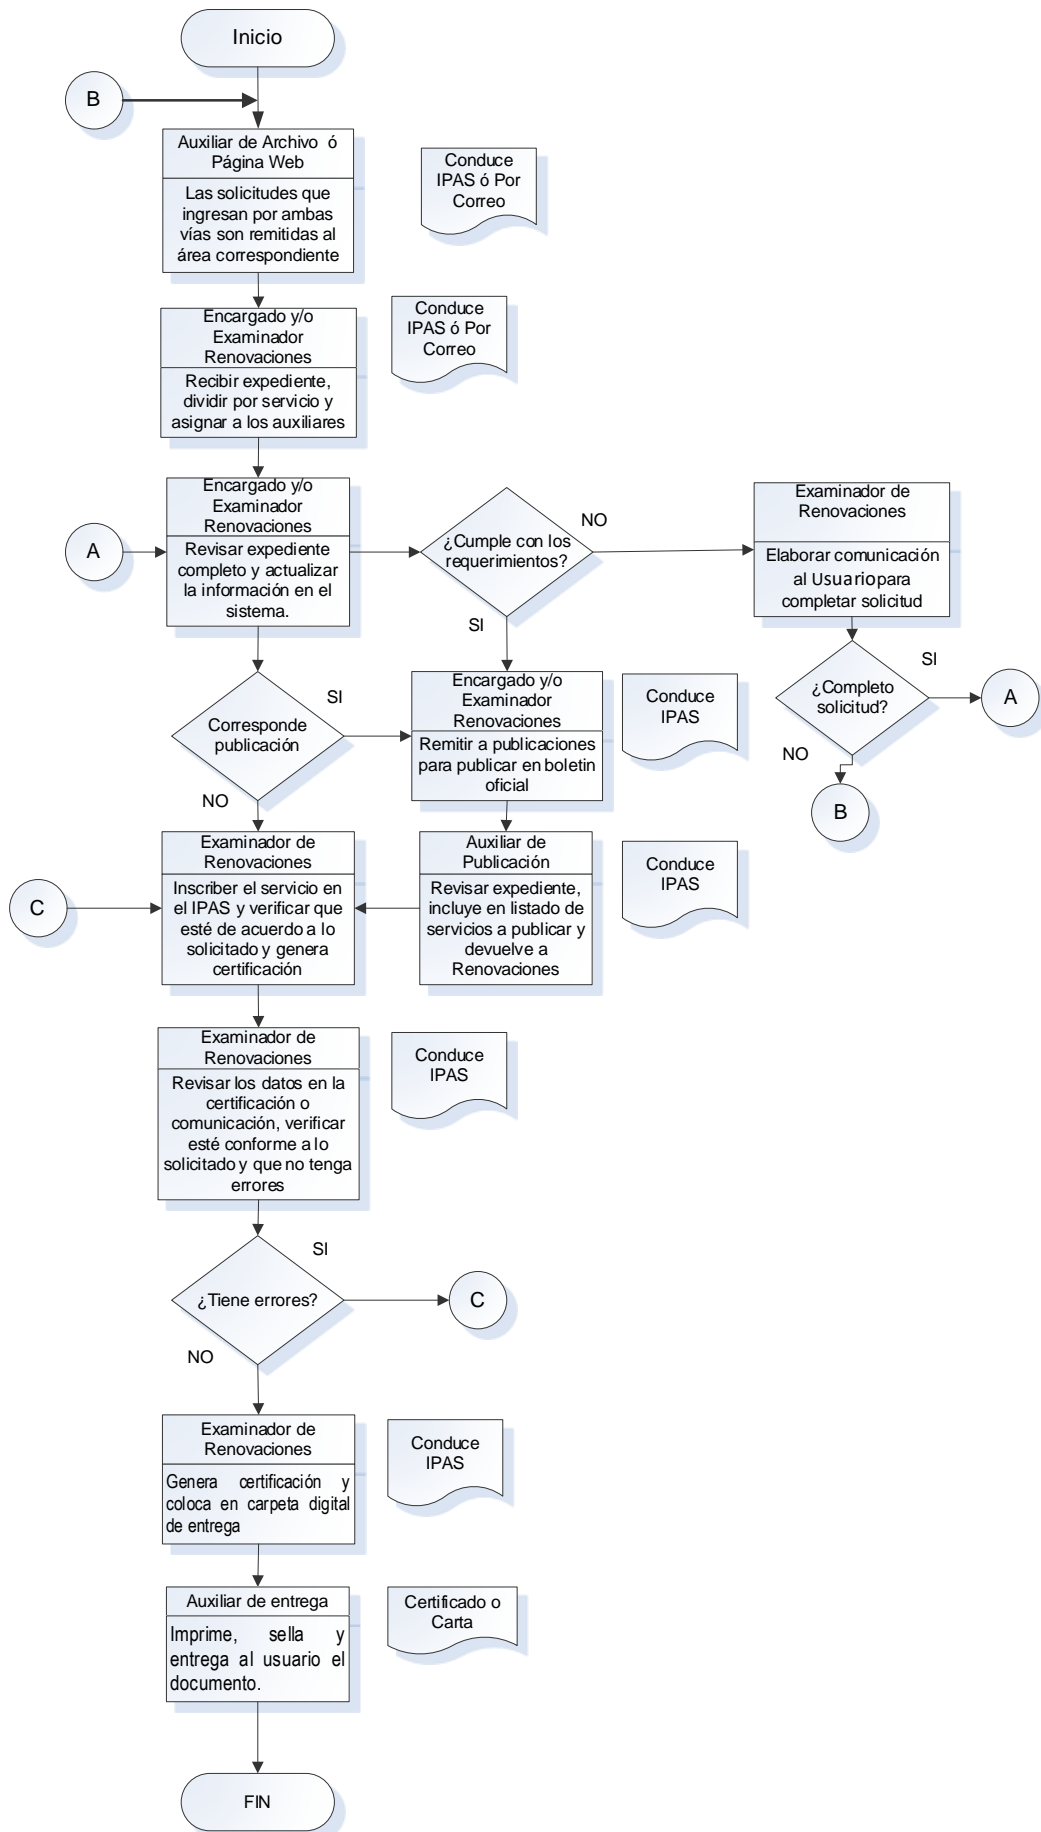 Inicio
B
Auxiliar de Archivo ó
Página Web
Las solicitudes que
ingresan por ambas
vías son remitidas al
área correspondiente
Conduce
IPAS ó Por
Correo
Encargado y/o
Examinador
Renovaciones
Recibir expediente,
dividir por servicio y
asignar a los auxiliares
Conduce
IPAS ó Por
Correo
A
Encargado y/o
Examinador
Renovaciones
Revisar expediente
completo y actualizar
la información en el
sistema.
¿Cumple con los
requerimientos?
NO
SI
Examinador de
Renovaciones
Elaborar comunicación
al Usuario para
completar solicitud
¿Completo
solicitud?
SI
A
NO
B
Corresponde
publicación
SI
NO
Encargado y/o
Examinador
Renovaciones
Remitir a publicaciones
para publicar en boletin
oficial
Conduce
IPAS
C
Examinador de
Renovaciones
Inscriber el servicio en
el IPAS y verificar que
esté de acuerdo a lo
solicitado y genera
certificación
Auxiliar de
Publicación
Revisar expediente,
incluye en listado de
servicios a publicar y
devuelve a
Renovaciones
Conduce
IPAS
Examinador de
Renovaciones
Revisar los datos en la
certificación o
comunicación, verificar
esté conforme a lo
solicitado y que no tenga
errores
Conduce
IPAS
¿Tiene errores?
SI
C
NO
Examinador de
Renovaciones
Genera certificación y
coloca en carpeta digital
de entrega
Conduce
IPAS
Auxiliar de entrega
Imprime, sella y
entrega al usuario el
documento.
Certificado o
Carta
FIN